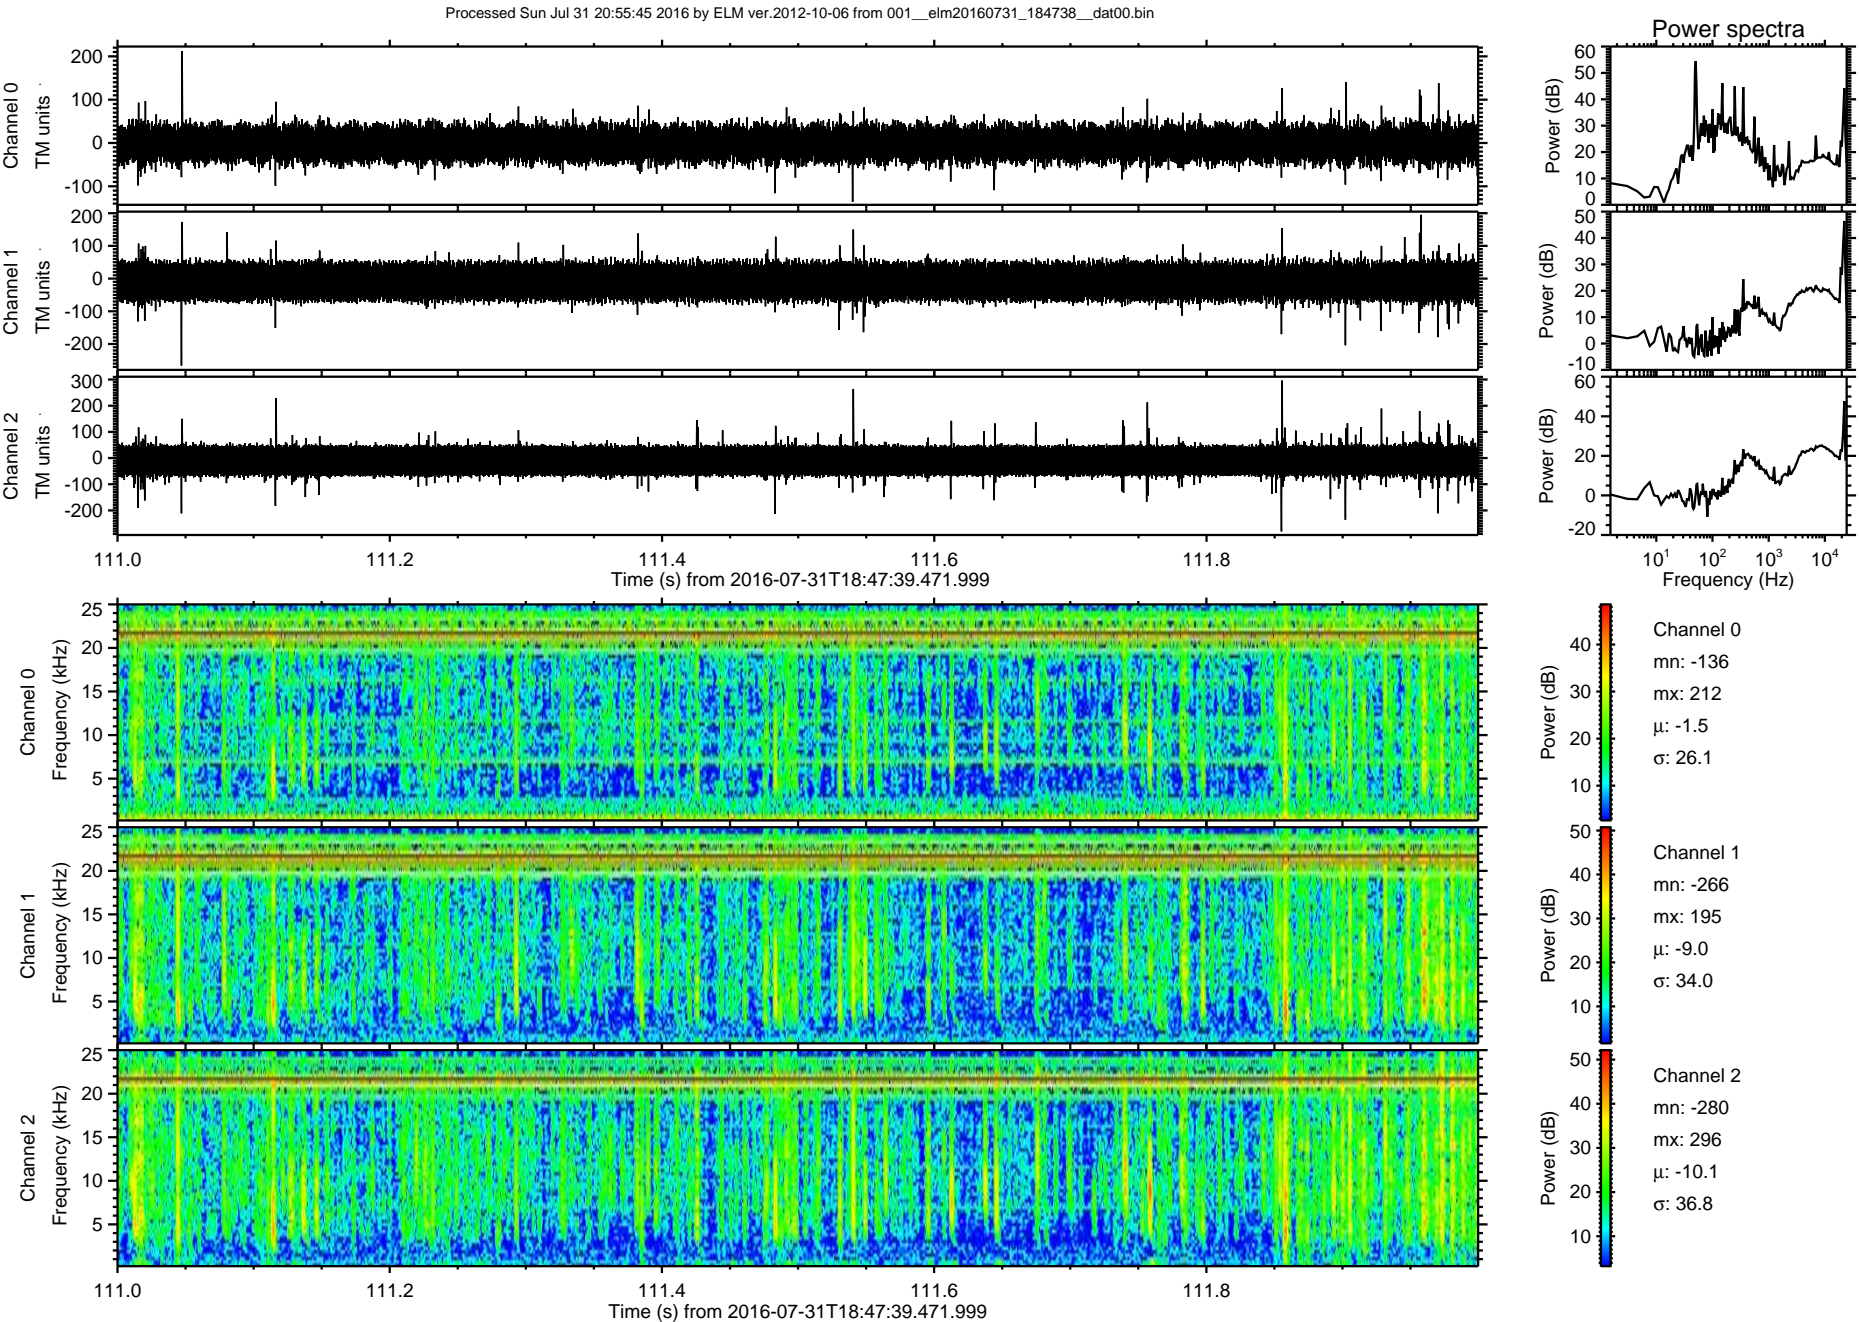 Processed Sun Jul 31 20:55:45 2016 by ELM ver.2012-10-06 from 001__elm20160731_184738__dat00.bin
Power spectra
Channel 0
TM units
200
100
0
-100
Power (dB)
60
50
40
30
20
10
0
Channel 1
TM units
200
100
0
-100
-200
Power (dB)
50
40
30
20
10
0
-10
Channel 2
TM units
300
200
100
0
-100
-200
Power (dB)
60
40
20
0
-20
111.0 111.2 111.4 111.6 111.8
Time (s) from 2016-07-31T18:47:39.471.999
10^1 10^2 10^3 10^4
Frequency (Hz)
Channel 0
Frequency (kHz)
25
20
15
10
5
Power (dB)
40
30
20
10
Channel 0
mn: -136
mx: 212
μ: -1.5
σ: 26.1
Channel 1
Frequency (kHz)
25
20
15
10
5
Power (dB)
50
40
30
20
10
Channel 1
mn: -266
mx: 195
μ: -9.0
σ: 34.0
Channel 2
Frequency (kHz)
25
20
15
10
5
Power (dB)
50
40
30
20
10
Channel 2
mn: -280
mx: 296
μ: -10.1
σ: 36.8
111.0 111.2 111.4 111.6 111.8
Time (s) from 2016-07-31T18:47:39.471.999